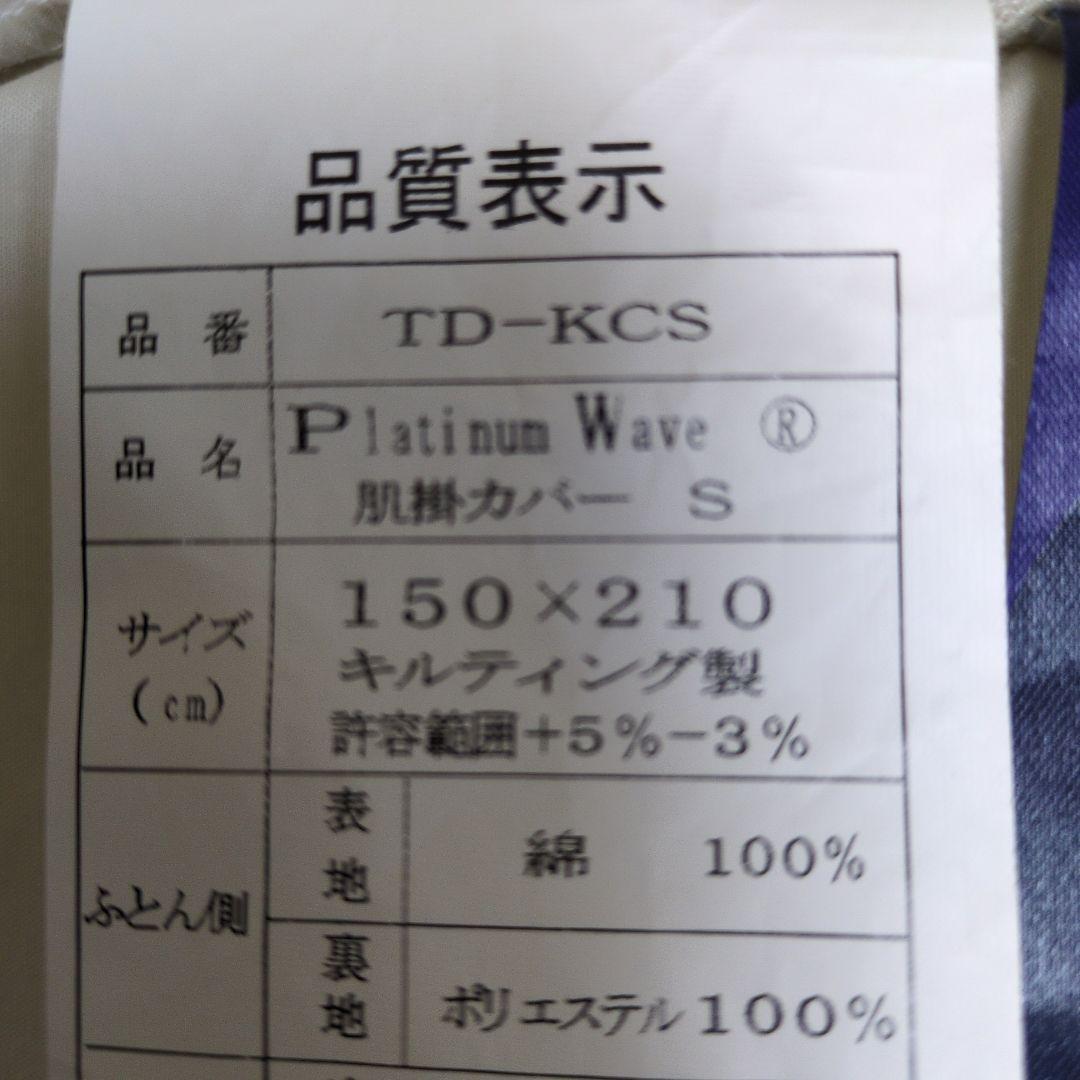 品質表示
品 番 TD-KCS
品 名 Platinum Wave ®
肌掛カバー S
サイズ 150×210
(cm) キルティング製
許容範囲+5%-3%
ふとん側 表地 綿 100%
裏地 ポリエステル100%